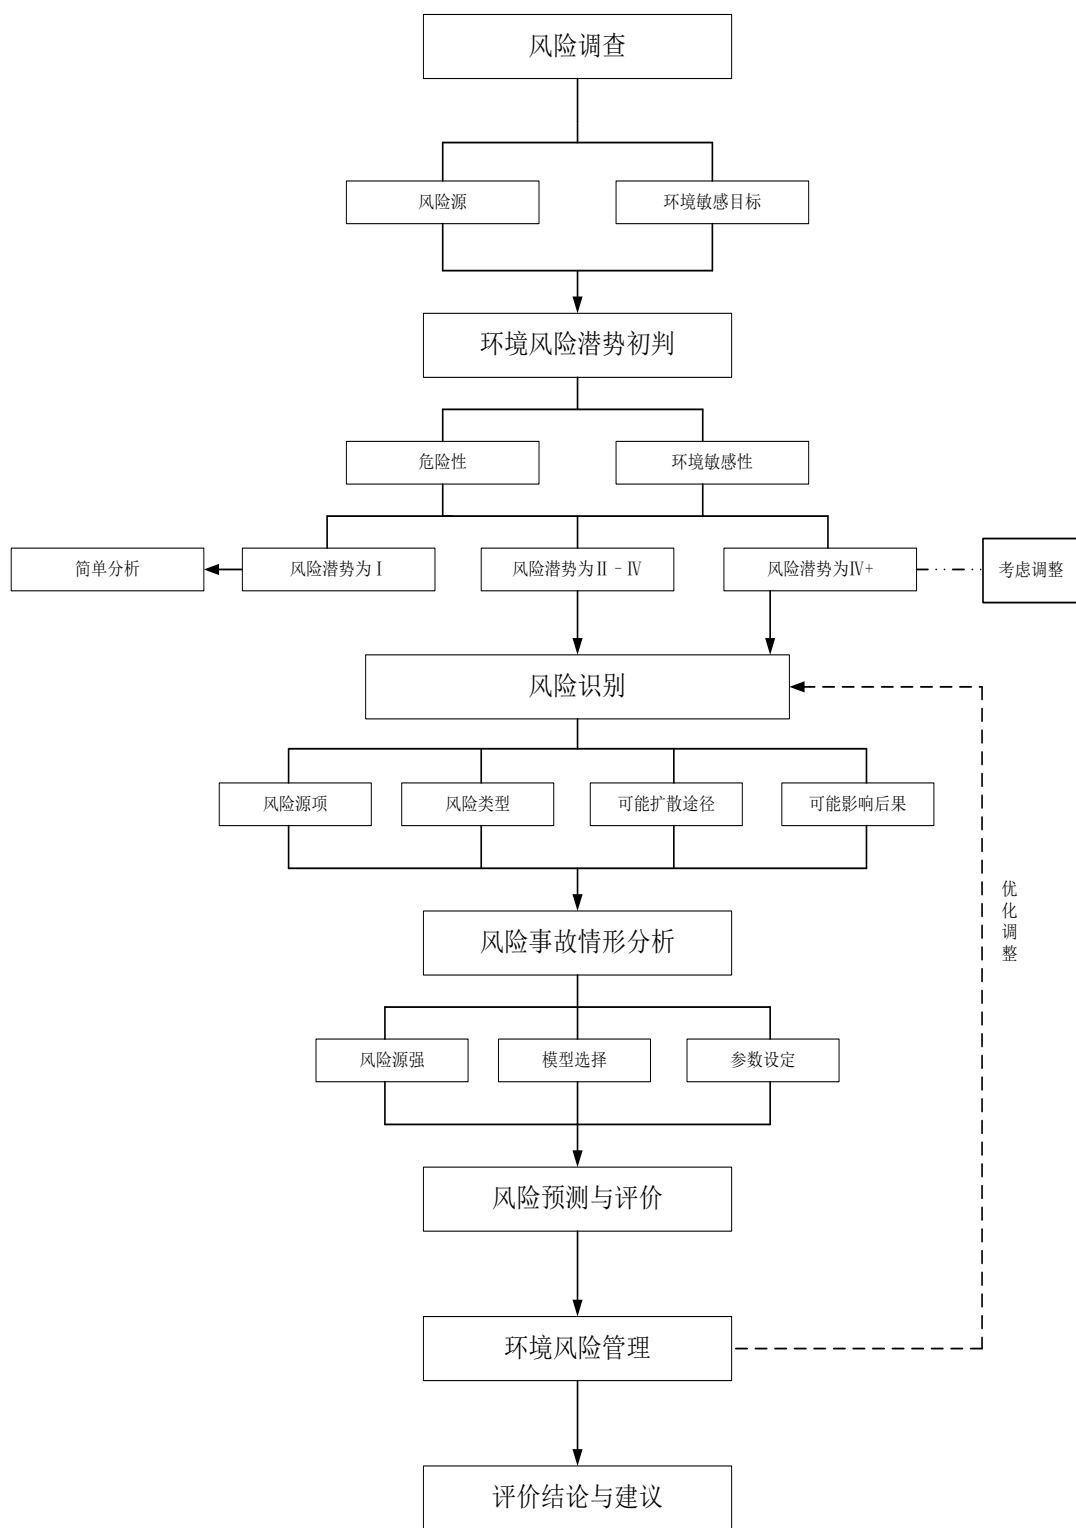 风险调查
风险源
环境敏感目标
环境风险潜势初判
危险性
环境敏感性
简单分析
风险潜势为Ⅰ
风险潜势为Ⅱ-Ⅳ
风险潜势为Ⅳ+
考虑调整
风险识别
风险源项
风险类型
可能扩散途径
可能影响后果
优化调整
风险事故情形分析
风险源强
模型选择
参数设定
风险预测与评价
环境风险管理
评价结论与建议